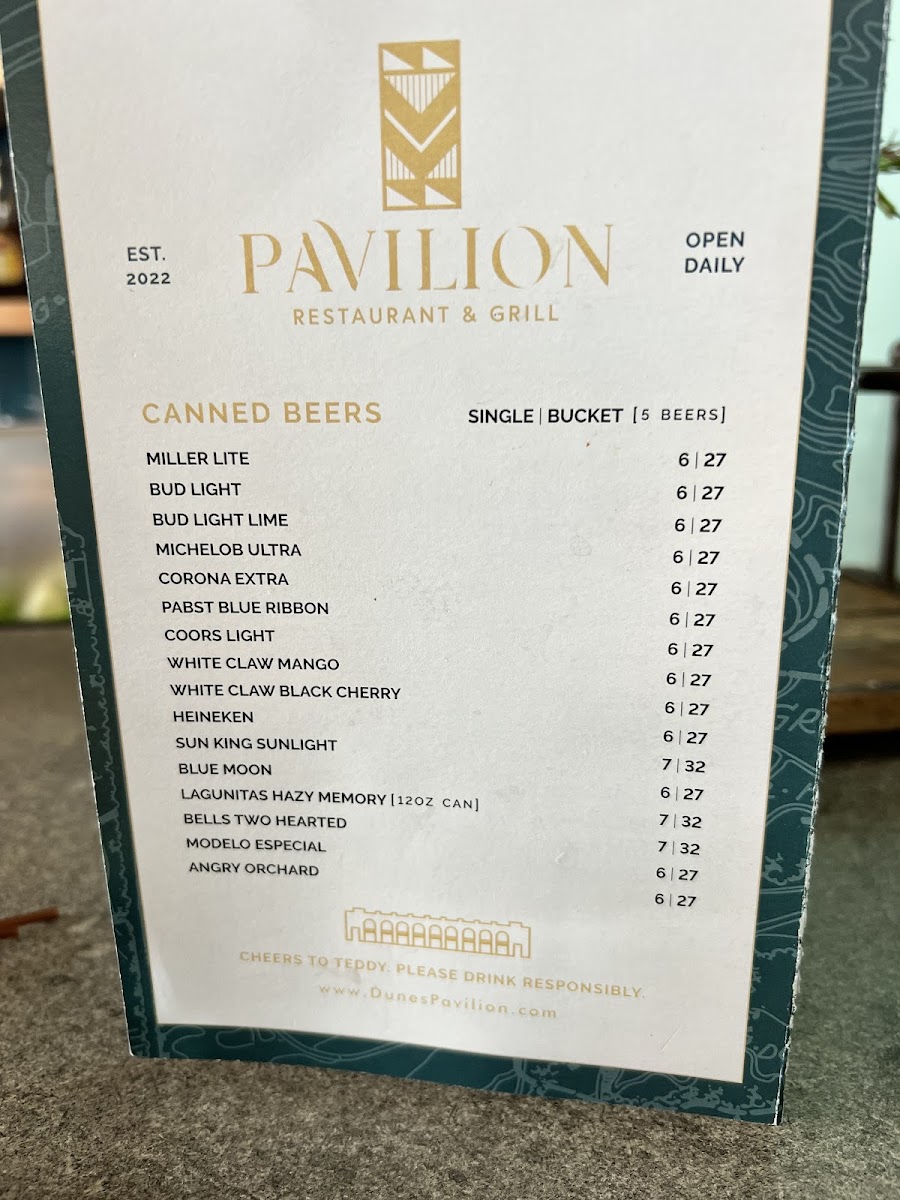 PAVILION
EST.
2022
OPEN
DAILY
RESTAURANT & GRILL
CANNED BEERS SINGLE | BUCKET [5 BEERS]
MILLER LITE 6 | 27
BUD LIGHT 6 | 27
BUD LIGHT LIME 6 | 27
MICHELOB ULTRA 6 | 27
CORONA EXTRA 6 | 27
PABST BLUE RIBBON 6 | 27
COORS LIGHT 6 | 27
WHITE CLAW MANGO 6 | 27
WHITE CLAW BLACK CHERRY 6 | 27
HEINEKEN 6 | 27
SUN KING SUNLIGHT 7 | 32
BLUE MOON 6 | 27
LAGUNITAS HAZY MEMORY [12OZ CAN] 7 | 32
BELLS TWO HEARTED 7 | 32
MODELO ESPECIAL 6 | 27
ANGRY ORCHARD 6 | 27
CHEERS TO TEDDY. PLEASE DRINK RESPONSIBLY.
www.DunesPavilion.com